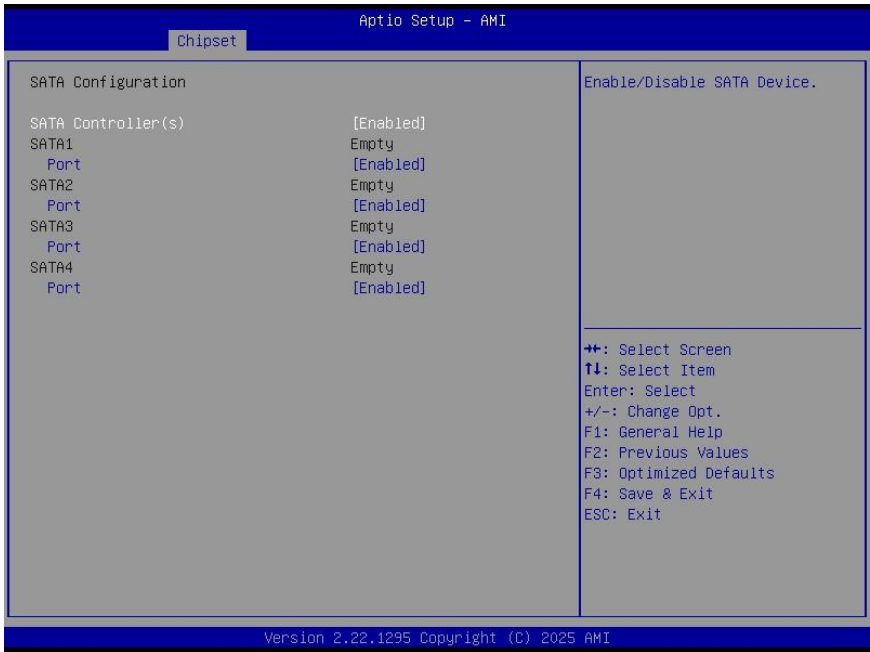 Aptio Setup – AMI
Chipset
SATA Configuration
SATA Controller(s) [Enabled]
SATA1 Empty
Port [Enabled]
SATA2 Empty
Port [Enabled]
SATA3 Empty
Port [Enabled]
SATA4 Empty
Port [Enabled]
Enable/Disable SATA Device.
→←: Select Screen
↑↓: Select Item
Enter: Select
+/-: Change Opt.
F1: General Help
F2: Previous Values
F3: Optimized Defaults
F4: Save & Exit
ESC: Exit
Version 2.22.1295 Copyright (C) 2025 AMI